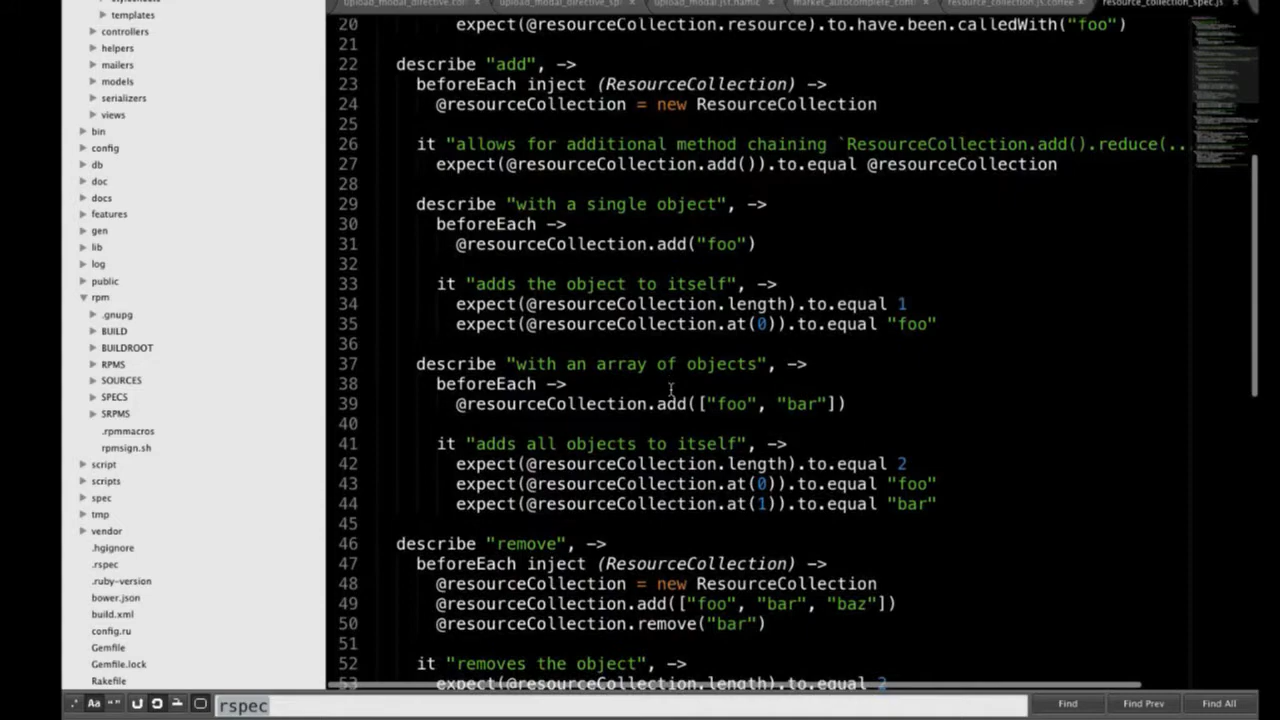 templates
controllers
helpers
mailers
models
serializers
views
bin
config
db
doc
docs
features
gen
lib
log
public
rpm
.gnupg
BUILD
BUILDROOT
RPMS
SOURCES
SPECS
SRPMS
.rpmmacros
rpmsign.sh
script
scripts
spec
tmp
vendor
.hgignore
.rspec
.ruby-version
bower.json
build.xml
config.ru
Gemfile
Gemfile.lock
Rakefile
20 expect(@resourceCollection.resource).to.have.been.calledWith("foo")
21
22 describe "add", ->
23 beforeEach inject (ResourceCollection) ->
24 @resourceCollection = new ResourceCollection
25
26 it "allows for additional method chaining `ResourceCollection.add().reduce(...
27 expect(@resourceCollection.add()).to.equal @resourceCollection
28
29 describe "with a single object", ->
30 beforeEach ->
31 @resourceCollection.add("foo")
32
33 it "adds the object to itself", ->
34 expect(@resourceCollection.length).to.equal 1
35 expect(@resourceCollection.at(0)).to.equal "foo"
36
37 describe "with an array of objects", ->
38 beforeEach ->
39 @resourceCollection.add(["foo", "bar"])
40
41 it "adds all objects to itself", ->
42 expect(@resourceCollection.length).to.equal 2
43 expect(@resourceCollection.at(0)).to.equal "foo"
44 expect(@resourceCollection.at(1)).to.equal "bar"
45
46 describe "remove", ->
47 beforeEach inject (ResourceCollection) ->
48 @resourceCollection = new ResourceCollection
49 @resourceCollection.add(["foo", "bar", "baz"])
50 @resourceCollection.remove("bar")
51
52 it "removes the object", ->
53 expect(@resourceCollection.length).to.equal 2
.* Aa “” rspec Find Find Prev Find All